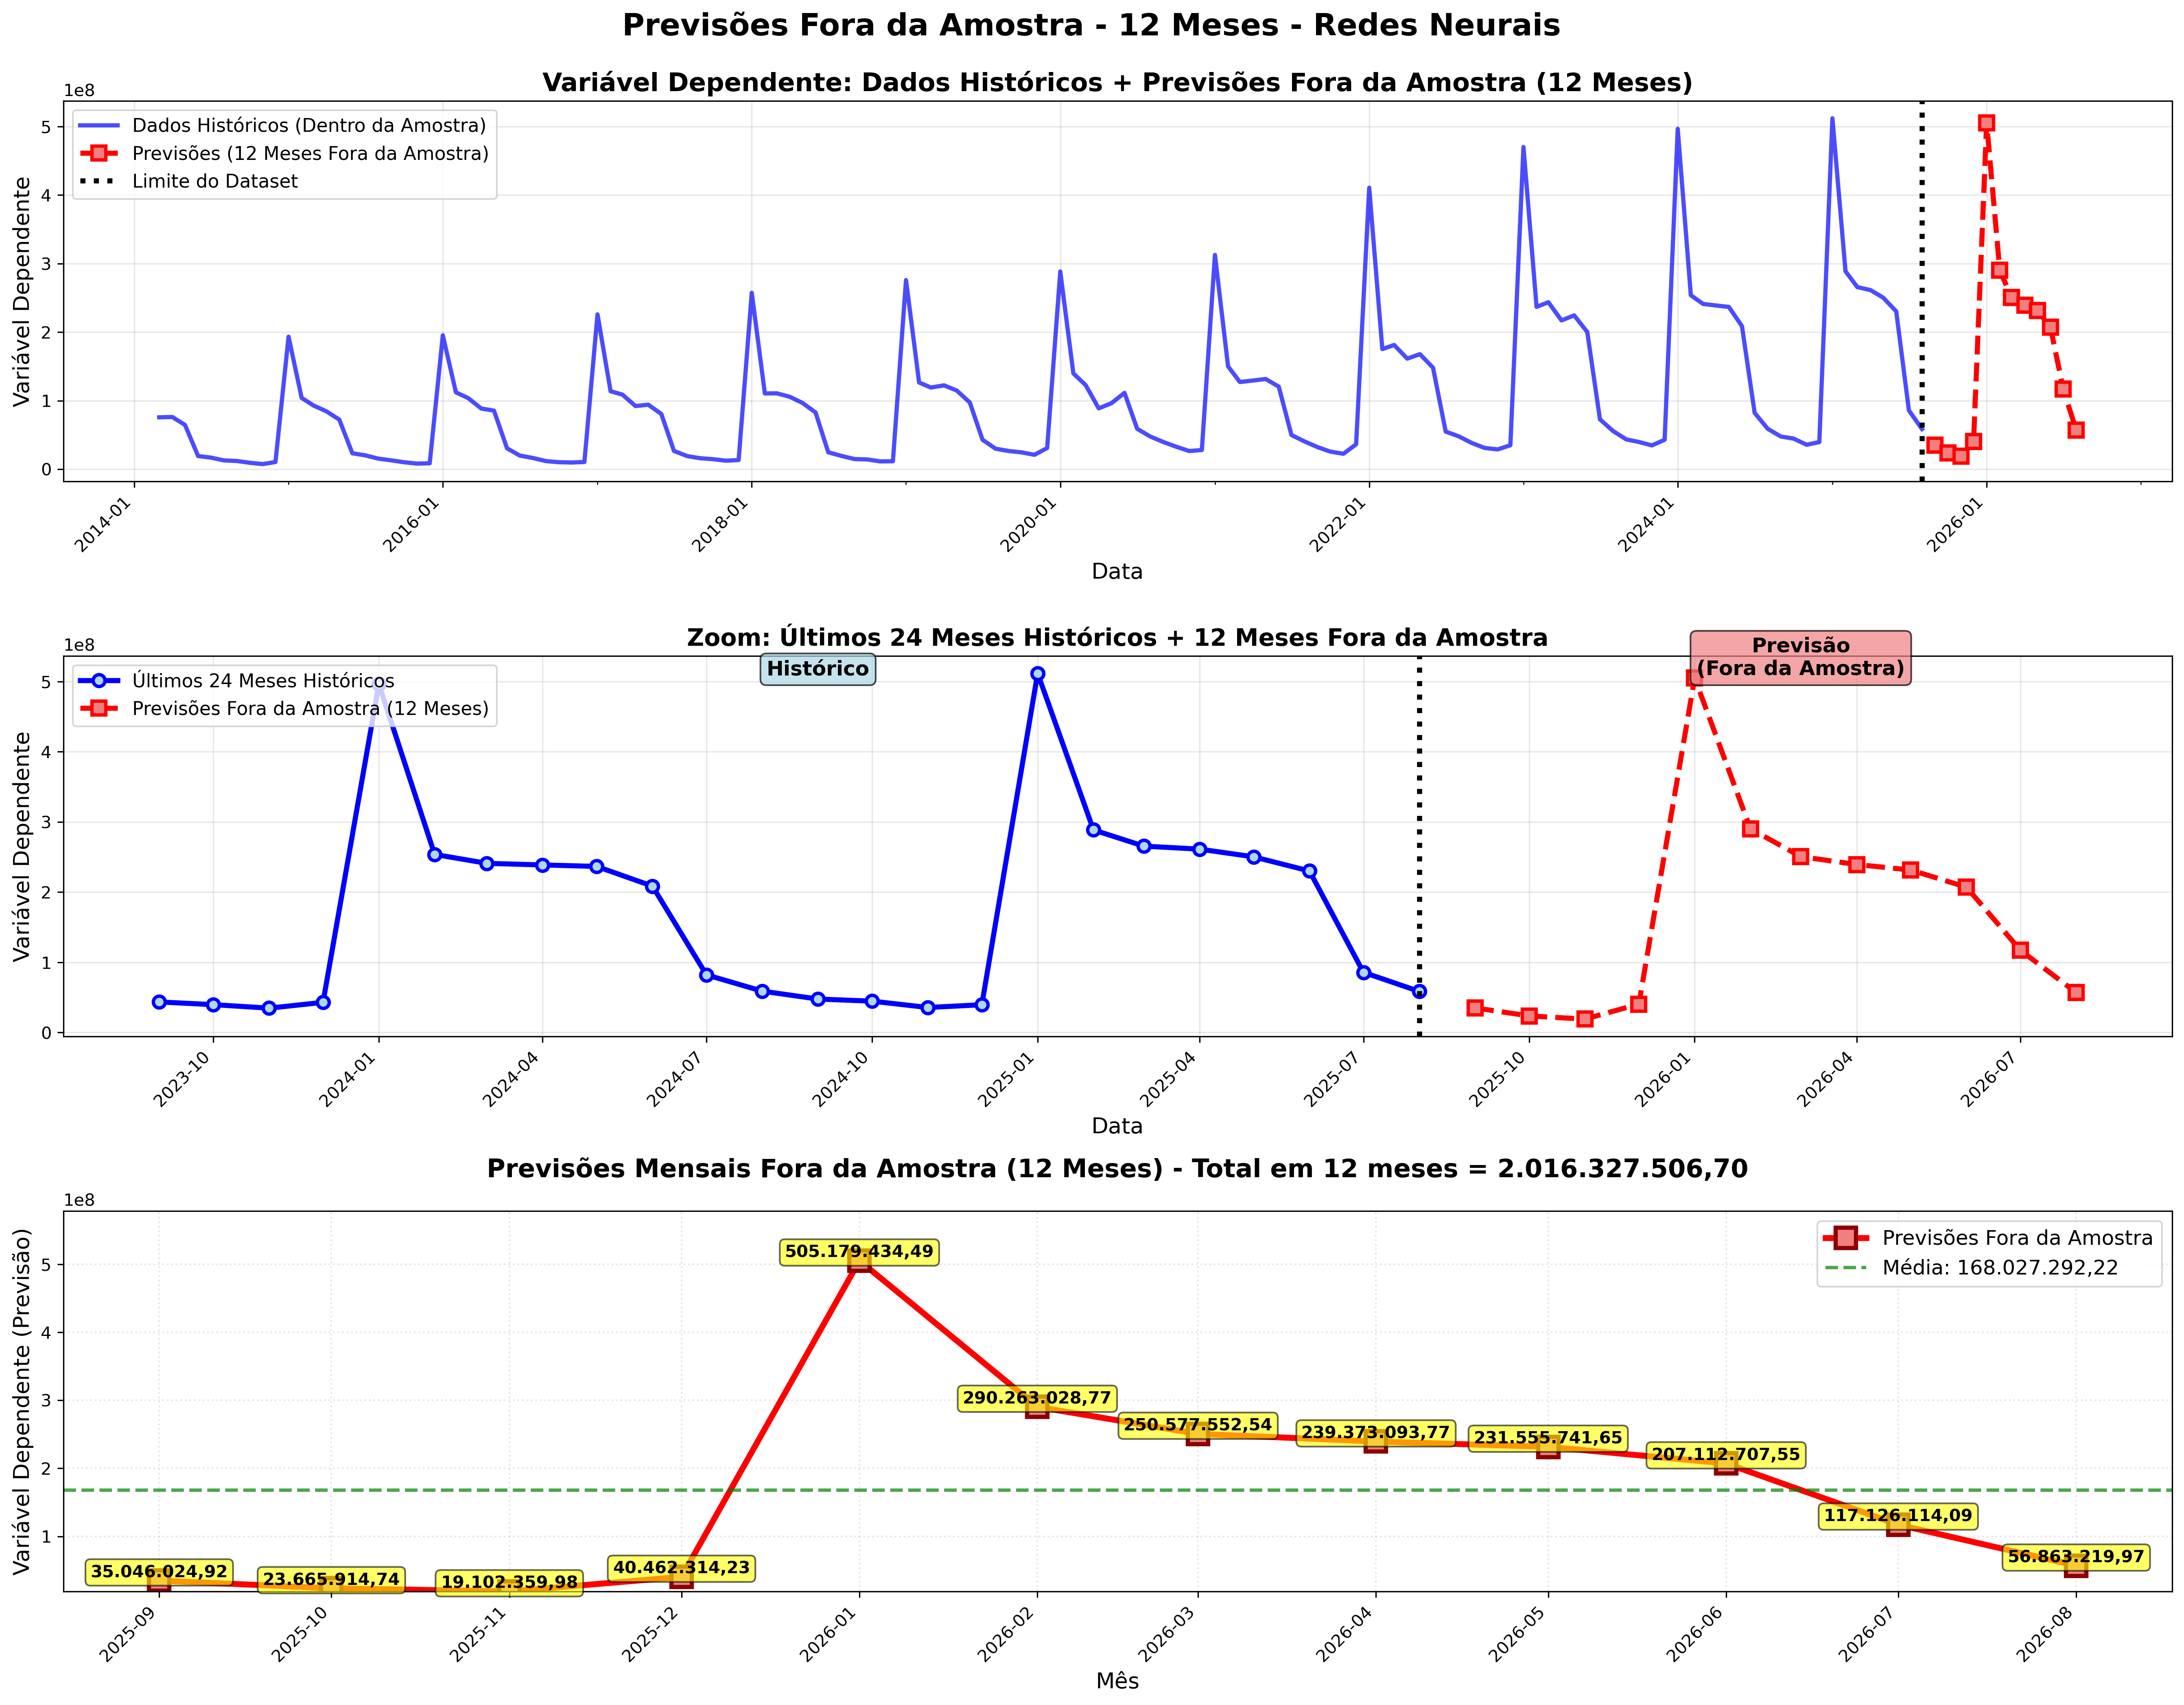 Previsões Fora da Amostra - 12 Meses - Redes Neurais
Variável Dependente: Dados Históricos + Previsões Fora da Amostra (12 Meses)
1e8
Dados Históricos (Dentro da Amostra)
Previsões (12 Meses Fora da Amostra)
Limite do Dataset
Variável Dependente
5
4
3
2
1
0
2014-01
2016-01
2018-01
2020-01
2022-01
2024-01
2026-01
Data
Zoom: Últimos 24 Meses Históricos + 12 Meses Fora da Amostra
1e8
Últimos 24 Meses Históricos
Previsões Fora da Amostra (12 Meses)
Histórico
Previsão
(Fora da Amostra)
Variável Dependente
5
4
3
2
1
0
2023-10
2024-01
2024-04
2024-07
2024-10
2025-01
2025-04
2025-07
2025-10
2026-01
2026-04
2026-07
Data
Previsões Mensais Fora da Amostra (12 Meses) - Total em 12 meses = 2.016.327.506,70
1e8
Previsões Fora da Amostra
Média: 168.027.292,22
Variável Dependente (Previsão)
5
4
3
2
1
35.046.024,92
23.665.914,74
19.102.359,98
40.462.314,23
505.179.434,49
290.263.028,77
250.577.552,54
239.373.093,77
231.555.741,65
207.112.707,55
117.126.114,09
56.863.219,97
2025-09
2025-10
2025-11
2025-12
2026-01
2026-02
2026-03
2026-04
2026-05
2026-06
2026-07
2026-08
Mês